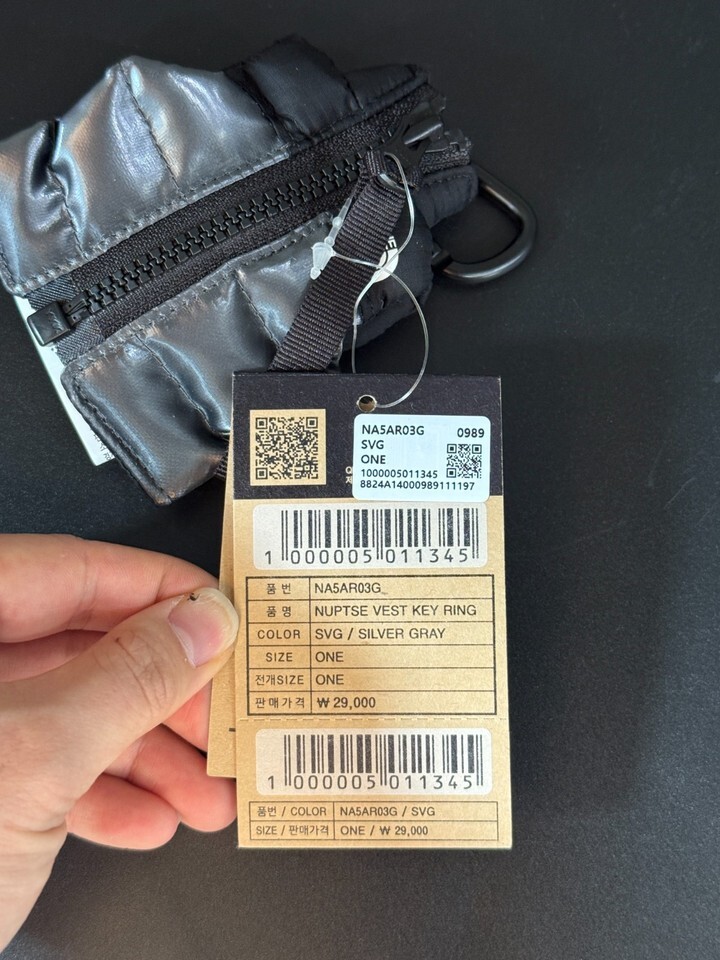 NA5AR03G 0989
SVG
ONE
1000005011345
8824A14000989111197
1 000005 011345
품 번 NA5AR03G_
품 명 NUPTSE VEST KEY RING
COLOR SVG / SILVER GRAY
SIZE ONE
전개SIZE ONE
판매가격 ₩ 29,000
1 000005 011345
품번 / COLOR NA5AR03G / SVG
SIZE / 판매가격 ONE / ₩ 29,000